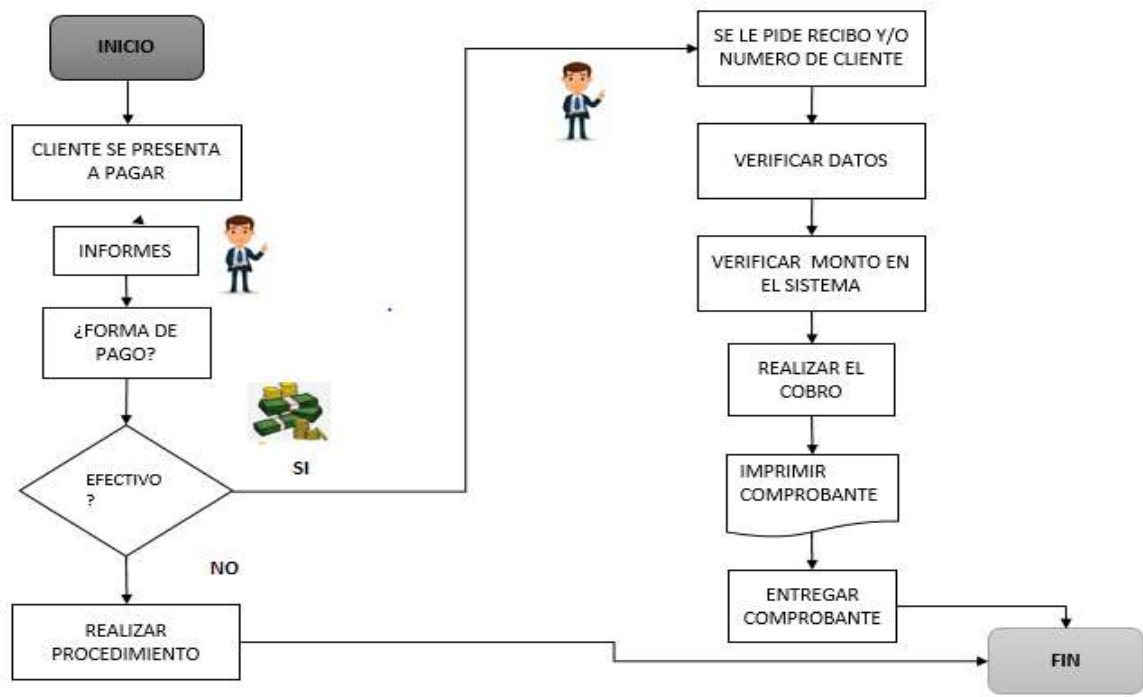 INICIO
CLIENTE SE PRESENTA
A PAGAR
INFORMES
¿FORMA DE
PAGO?
EFECTIVO
?
SI
NO
REALIZAR
PROCEDIMIENTO
SE LE PIDE RECIBO Y/O
NUMERO DE CLIENTE
VERIFICAR DATOS
VERIFICAR MONTO EN
EL SISTEMA
REALIZAR EL
COBRO
IMPRIMIR
COMPROBANTE
ENTREGAR
COMPROBANTE
FIN